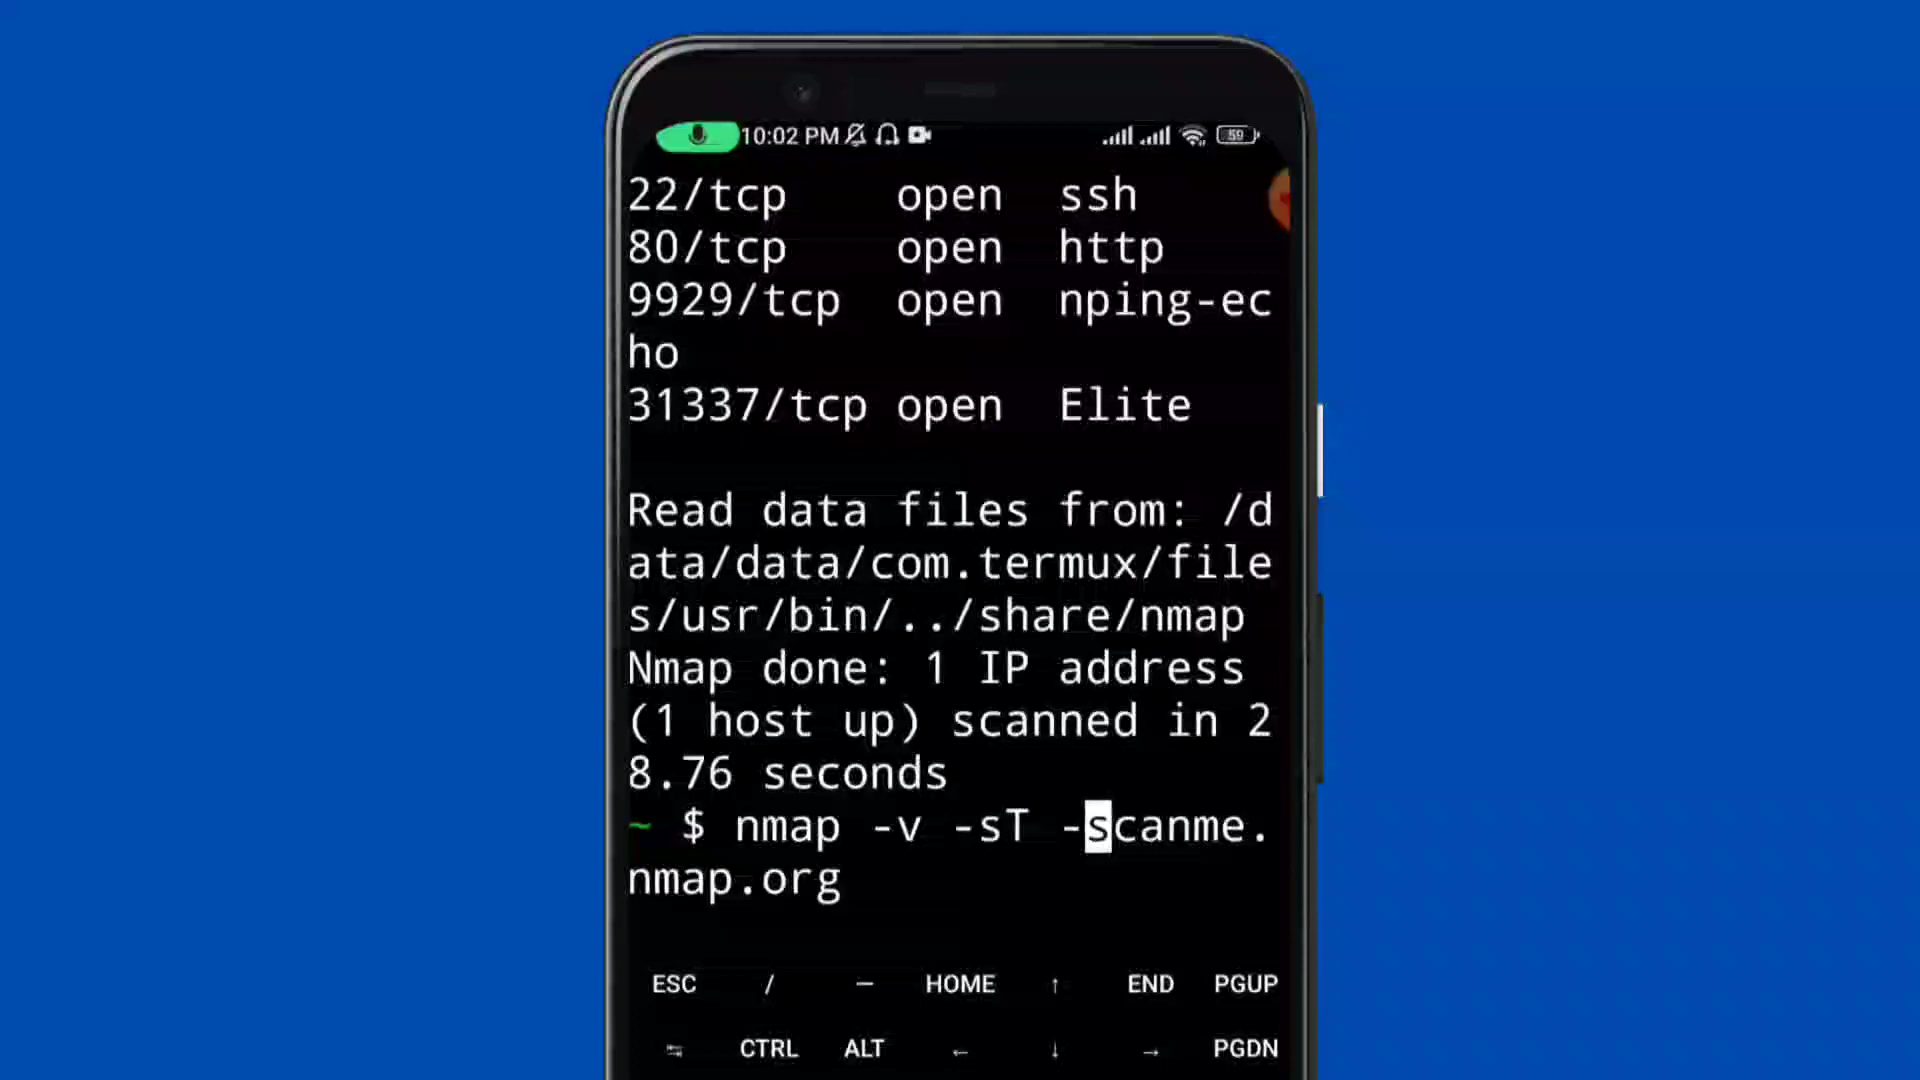 10:02 PM 59
22/tcp open ssh
80/tcp open http
9929/tcp open nping-ec
ho
31337/tcp open Elite
Read data files from: /d
ata/data/com.termux/file
s/usr/bin/../share/nmap
Nmap done: 1 IP address
(1 host up) scanned in 2
8.76 seconds
~ $ nmap -v -sT -scanme.
nmap.org
ESC / — HOME ↑ END PGUP
↹ CTRL ALT ← ↓ → PGDN